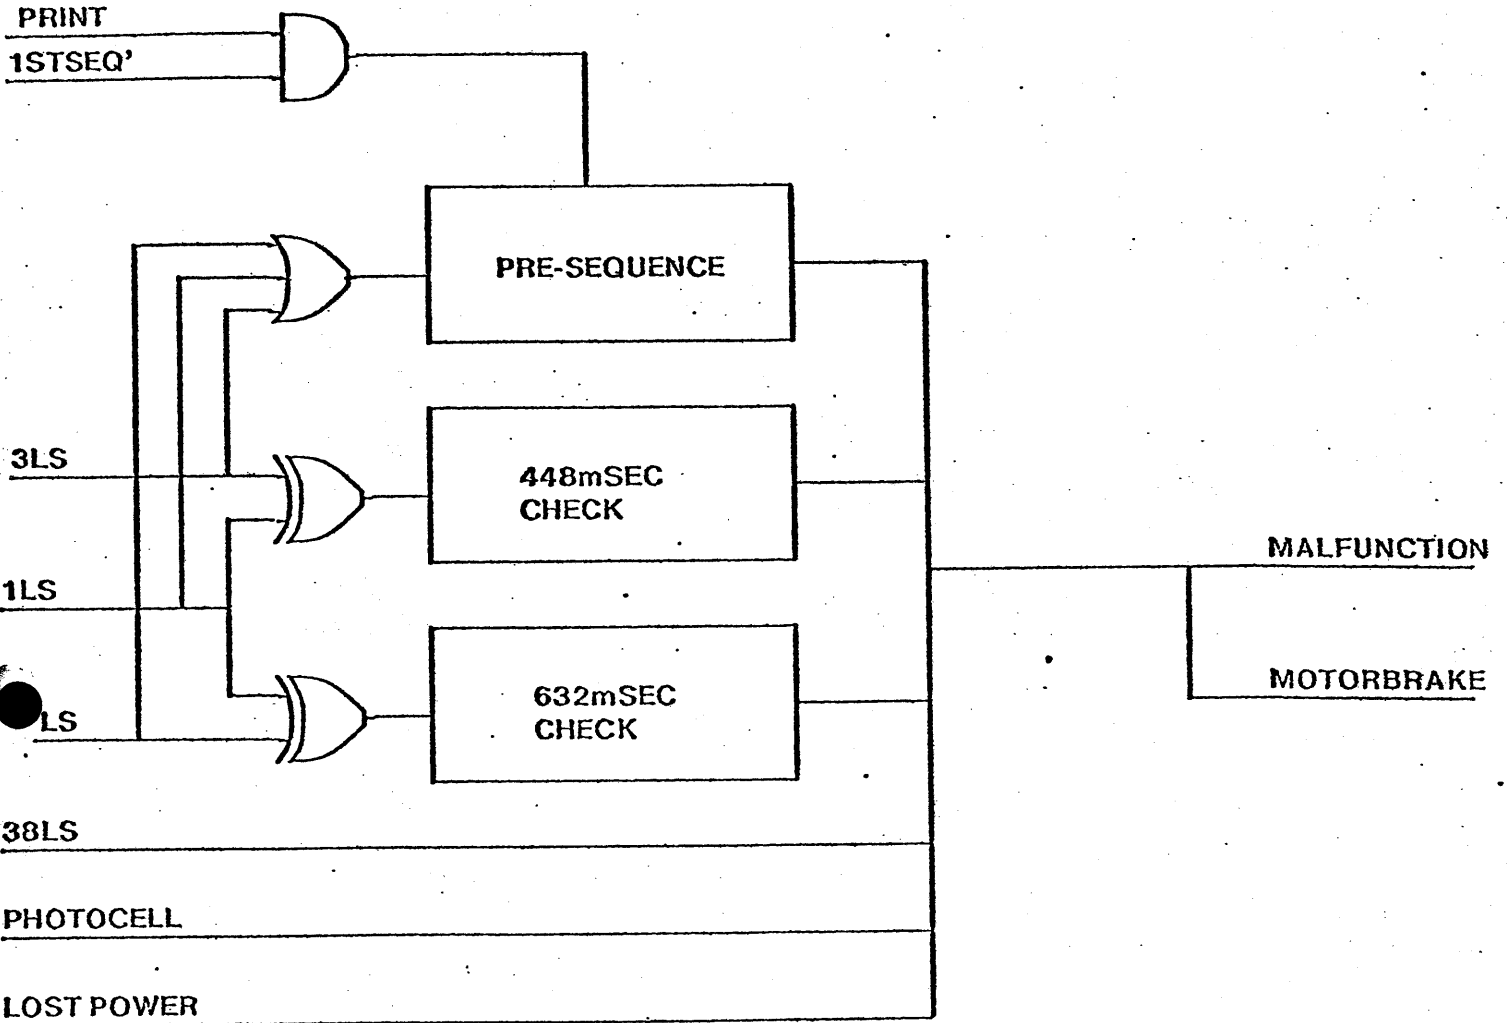 PRINT
1STSEQ'
PRE-SEQUENCE
3LS
448mSEC
CHECK
MALFUNCTION
1LS
MOTORBRAKE
632mSEC
CHECK
LS
38LS
PHOTOCELL
LOST POWER